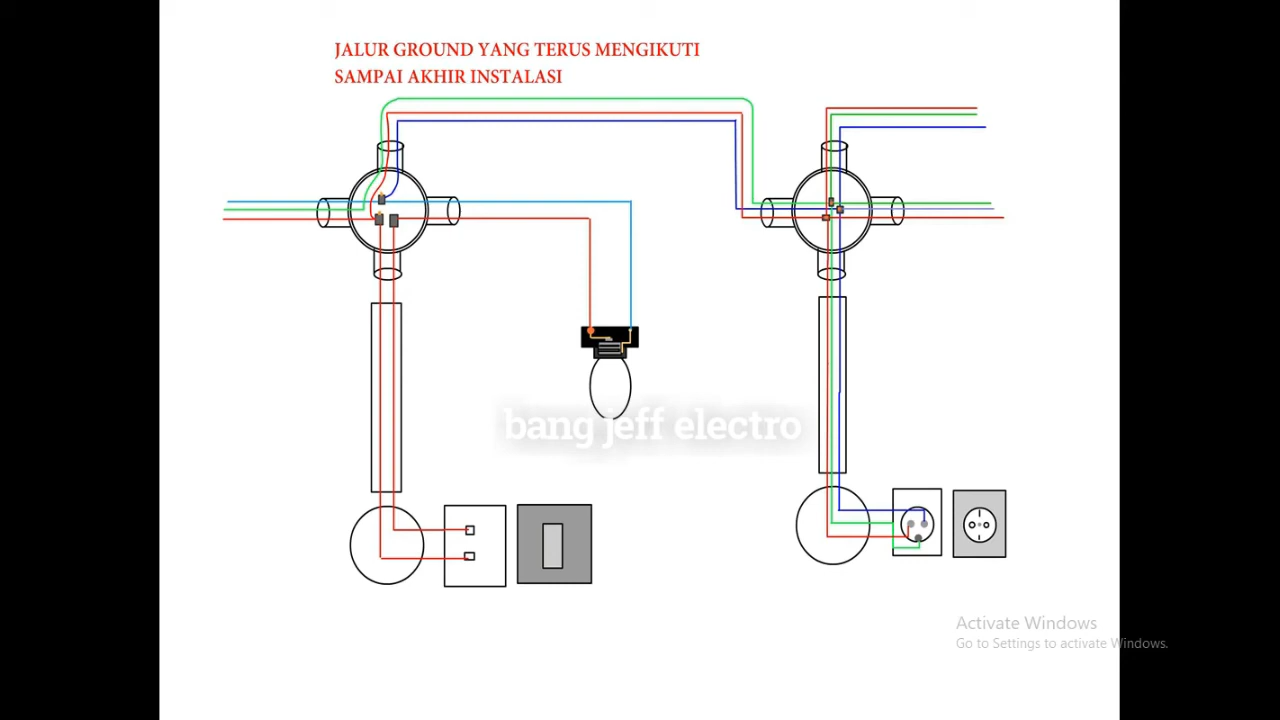 JALUR GROUND YANG TERUS MENGIKUTI
SAMPAI AKHIR INSTALASI
bang jeff electro
Activate Windows
Go to Settings to activate Windows.